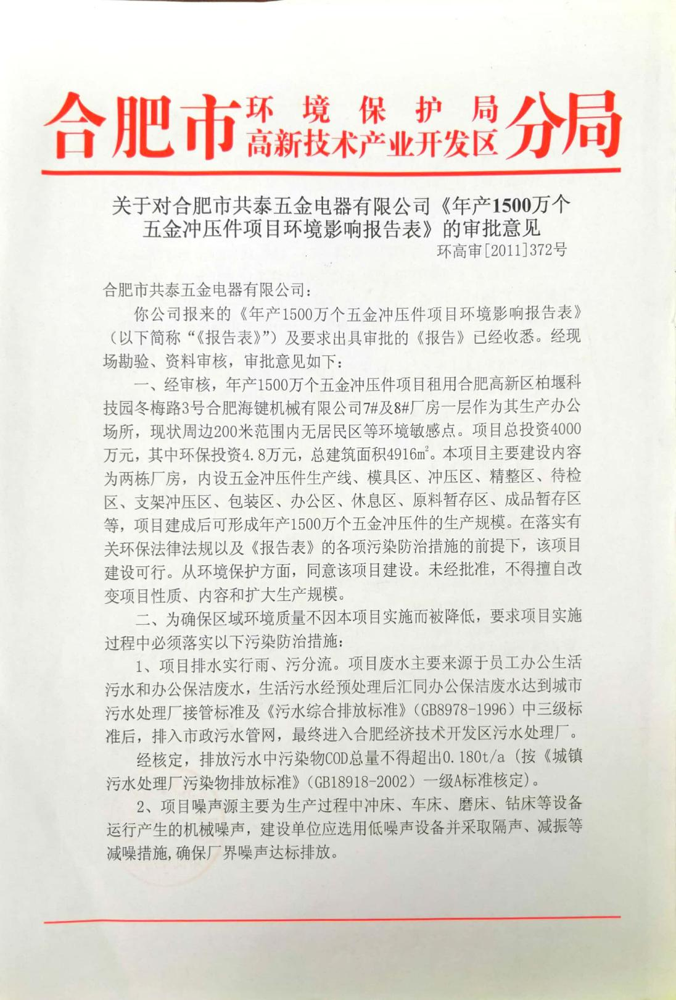 合肥市环境保护局高新技术产业开发区分局
关于对合肥市共泰五金电器有限公司《年产1500万个
五金冲压件项目环境影响报告表》的审批意见
环高审[2011]372号
合肥市共泰五金电器有限公司：
你公司报来的《年产1500万个五金冲压件项目环境影响报告表》
（以下简称“《报告表》”）及要求出具审批的《报告》已经收悉。经现
场勘验、资料审核，审批意见如下：
一、经审核，年产1500万个五金冲压件项目租用合肥高新区柏堰科
技园冬梅路3号合肥海键机械有限公司7#及8#厂房一层作为其生产办公
场所，现状周边200米范围内无居民区等环境敏感点。项目总投资4000
万元，其中环保投资4.8万元，总建筑面积4916m²。本项目主要建设内容
为两栋厂房，内设五金冲压件生产线、模具区、冲压区、精整区、待检
区、支架冲压区、包装区、办公区、休息区、原料暂存区、成品暂存区
等，项目建成后可形成年产1500万个五金冲压件的生产规模。在落实有
关环保法律法规以及《报告表》的各项污染防治措施的前提下，该项目
建设可行。从环境保护方面，同意该项目建设。未经批准，不得擅自改
变项目性质、内容和扩大生产规模。
二、为确保区域环境质量不因本项目实施而被降低，要求项目实施
过程中必须落实以下污染防治措施：
1、项目排水实行雨、污分流。项目废水主要来源于员工办公生活
污水和办公保洁废水，生活污水经预处理后汇同办公保洁废水达到城市
污水处理厂接管标准及《污水综合排放标准》（GB8978-1996）中三级标
准后，排入市政污水管网，最终进入合肥经济技术开发区污水处理厂。
经核定，排放污水中污染物COD总量不得超出0.180t/a (按《城镇
污水处理厂污染物排放标准》（GB18918-2002）一级A标准核定)。
2、项目噪声源主要为生产过程中冲床、车床、磨床、钻床等设备
运行产生的机械噪声，建设单位应选用低噪声设备并采取隔声、减振等
减噪措施,确保厂界噪声达标排放。